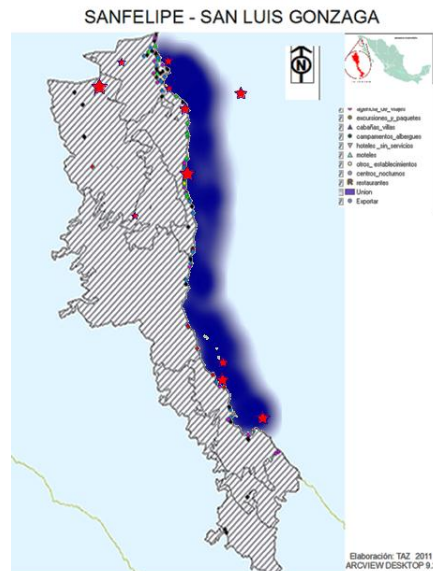 SANFELIPE - SAN LUIS GONZAGA
N
agencia_de_viajes
excursiones_y_paquetes
cabañas_villas
campamentos_albergues
hoteles_sin_servicios
moteles
otros_establecimientos
centros_nocturnos
restaurantes
Union
Exportar
Elaboración: TAZ 2011
ARCVIEW DESKTOP 9.